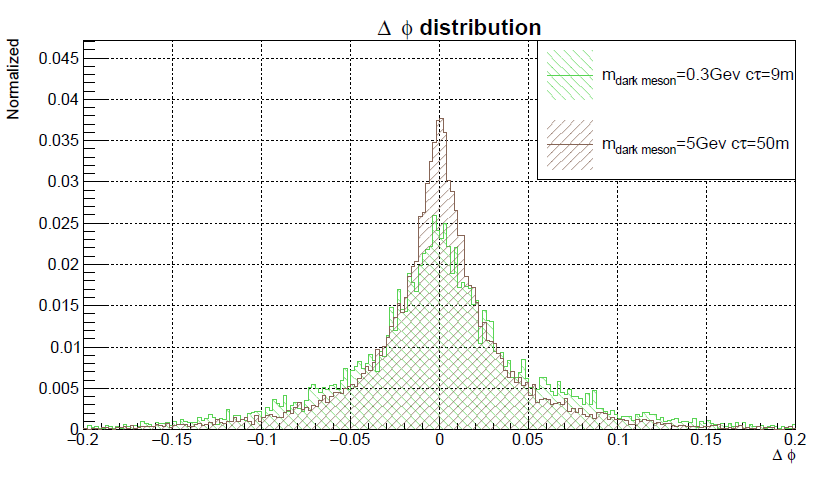 Δ ϕ distribution
Normalized
m dark meson=0.3Gev cτ=9m
m dark meson=5Gev cτ=50m
0.045
0.04
0.035
0.03
0.025
0.02
0.015
0.01
0.005
0
−0.2 −0.15 −0.1 −0.05 0 0.05 0.1 0.15 0.2
Δ ϕ